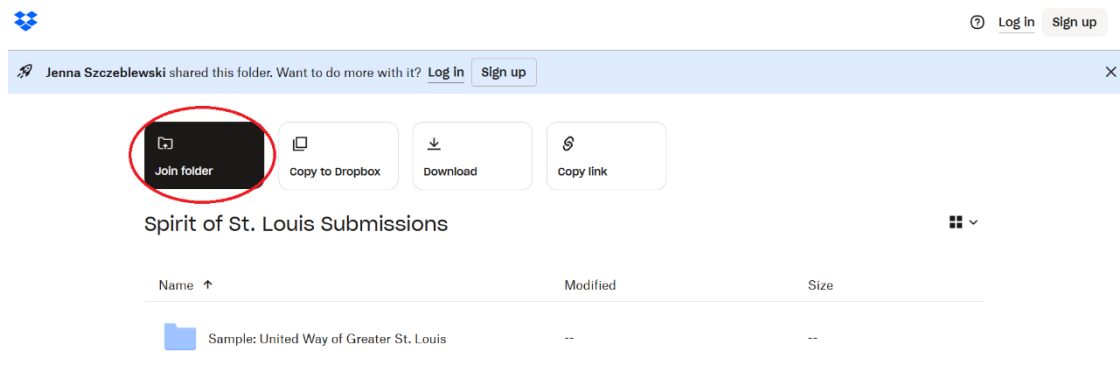 Log in Sign up
Jenna Szczeblewski shared this folder. Want to do more with it? Log in Sign up
Join folder Copy to Dropbox Download Copy link
Spirit of St. Louis Submissions
Name Modified Size
Sample: United Way of Greater St. Louis -- --